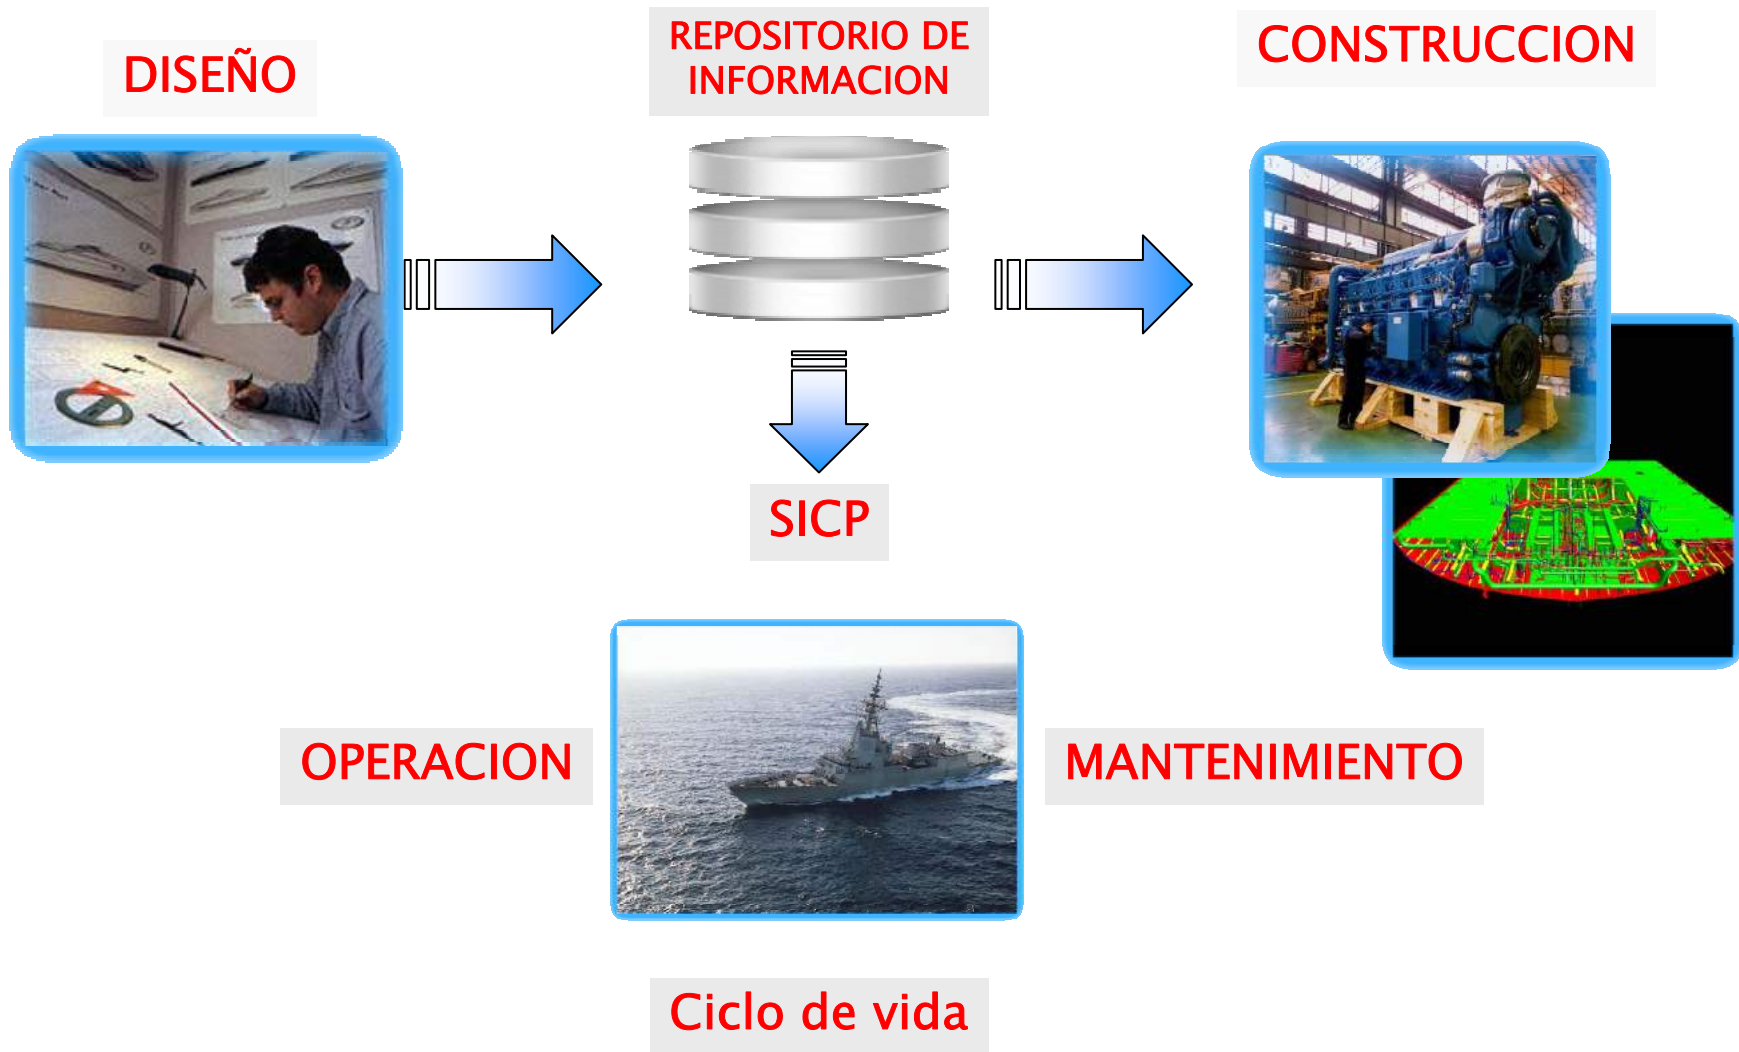 DISEÑO
REPOSITORIO DE
INFORMACION
CONSTRUCCION
SICP
OPERACION
MANTENIMIENTO
Ciclo de vida